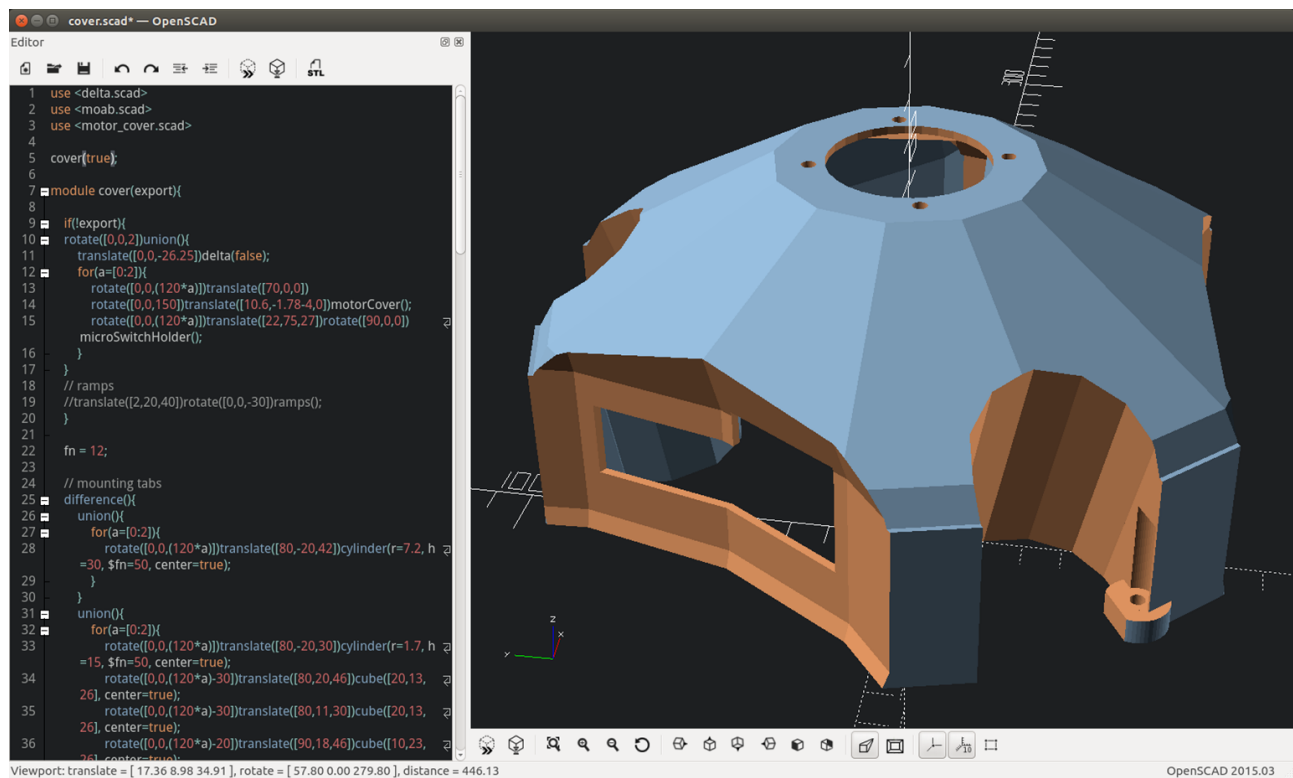 cover.scad* — OpenSCAD
Editor
STL
1 use <delta.scad>
2 use <moab.scad>
3 use <motor_cover.scad>
4
5 cover(true);
6
7 module cover(export){
8
9 if(!export){
10 rotate([0,0,2])union(){
11 translate([0,0,-26.25])delta(false);
12 for(a=[0:2]){
13 rotate([0,0,(120*a)])translate([70,0,0])
14 rotate([0,0,150])translate([10.6,-1.78-4,0])motorCover();
15 rotate([0,0,(120*a)])translate([22,75,27])rotate([90,0,0])
microSwitchHolder();
16 }
17 }
18 // ramps
19 //translate([2,20,40])rotate([0,0,-30])ramps();
20 }
21
22 fn = 12;
23
24 // mounting tabs
25 difference(){
26 union(){
27 for(a=[0:2]){
28 rotate([0,0,(120*a)])translate([80,-20,42])cylinder(r=7.2, h
=30, $fn=50, center=true);
29 }
30 }
31 union(){
32 for(a=[0:2]){
33 rotate([0,0,(120*a)])translate([80,-20,30])cylinder(r=1.7, h
=15, $fn=50, center=true);
34 rotate([0,0,(120*a)-30])translate([80,20,46])cube([20,13,
26], center=true);
35 rotate([0,0,(120*a)-30])translate([80,11,30])cube([20,13,
26], center=true);
36 rotate([0,0,(120*a)-20])translate([90,18,46])cube([10,23,
26], center=true);
100
100
z
x
y
10
Viewport: translate = [ 17.36 8.98 34.91 ], rotate = [ 57.80 0.00 279.80 ], distance = 446.13
OpenSCAD 2015.03